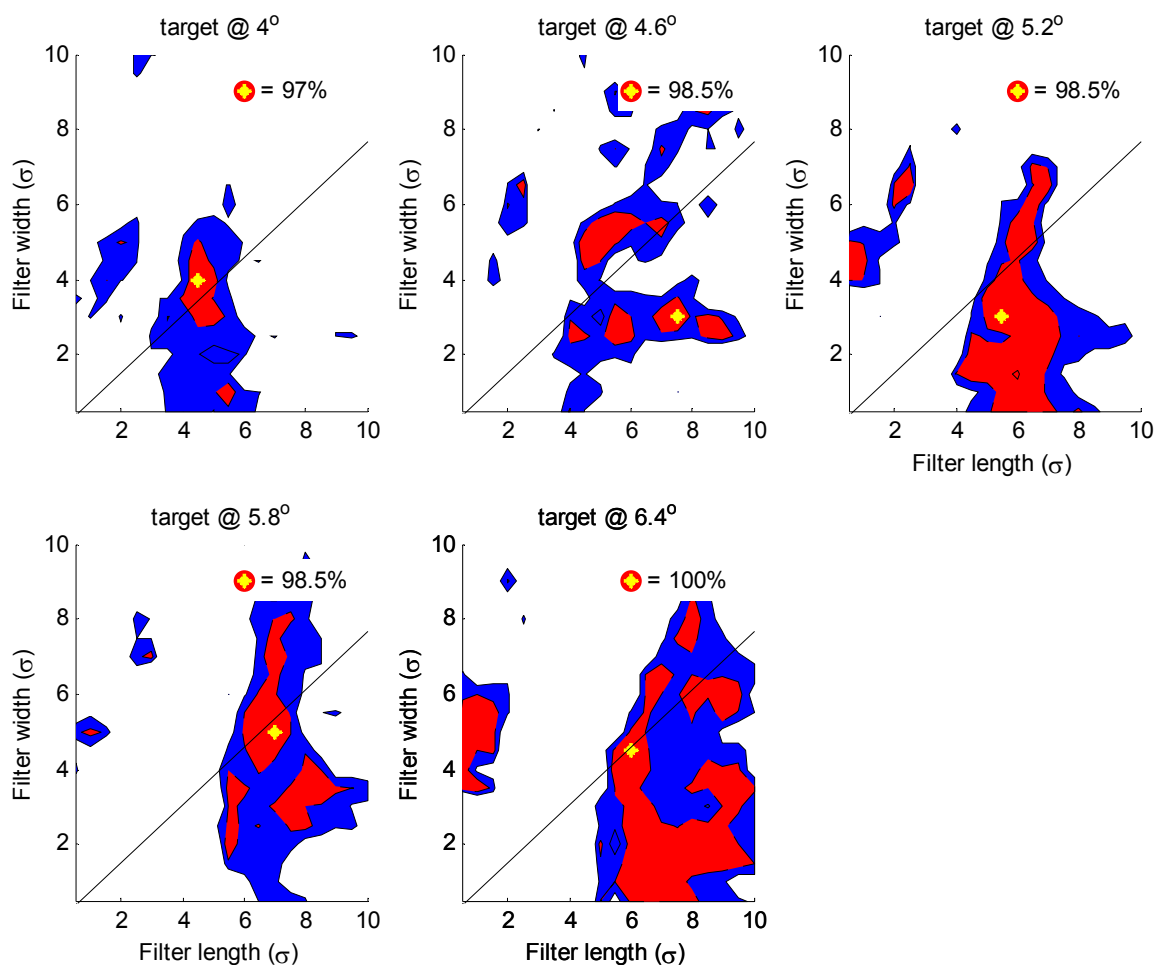 target @ 4°
target @ 4.6°
target @ 5.2°
10
8
6
4
2
Filter width (σ)
= 97%
2 4 6 8 10
10
8
6
4
2
Filter width (σ)
= 98.5%
2 4 6 8 10
10
8
6
4
2
Filter width (σ)
= 98.5%
2 4 6 8 10
Filter length (σ)
target @ 5.8°
target @ 6.4°
10
8
6
4
2
Filter width (σ)
= 98.5%
2 4 6 8 10
Filter length (σ)
10
8
6
4
2
Filter width (σ)
= 100%
2 4 6 8 10
Filter length (σ)